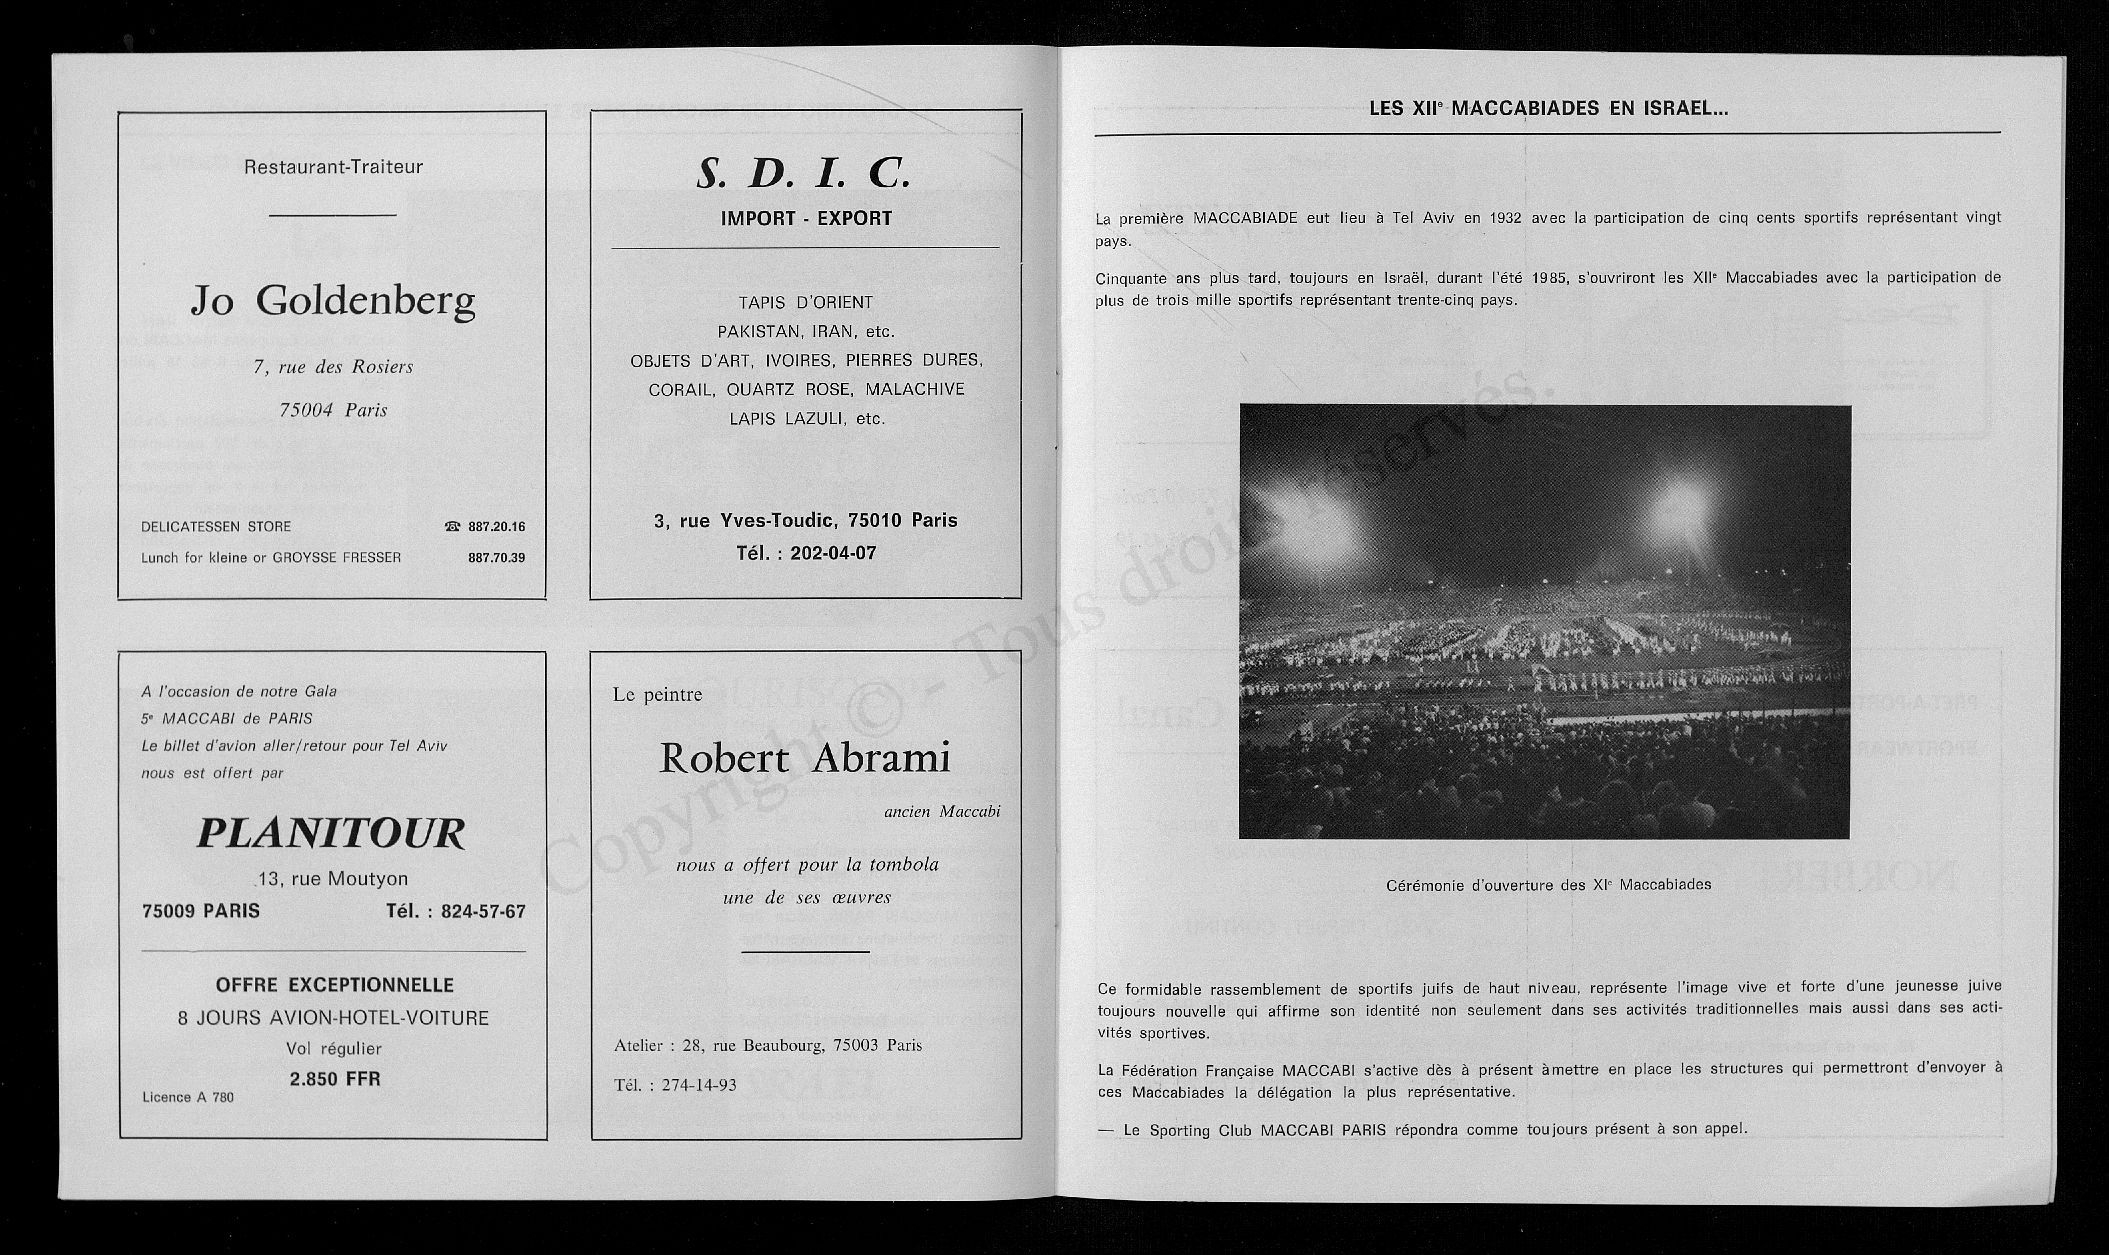 Restaurant-Traiteur
Jo Goldenberg
7, rue des Rosiers
75004 Paris
DELICATESSEN STORE ☎ 887.20.16
Lunch for kleine or GROYSSE FRESSER 887.70.39
S. D. I. C.
IMPORT - EXPORT
TAPIS D'ORIENT
PAKISTAN, IRAN, etc.
OBJETS D'ART, IVOIRES, PIERRES DURES,
CORAIL, QUARTZ ROSE, MALACHIVE
LAPIS LAZULI, etc.
3, rue Yves-Toudic, 75010 Paris
Tél. : 202-04-07
A l'occasion de notre Gala
5e MACCABI de PARIS
Le billet d'avion aller/retour pour Tel Aviv
nous est offert par
PLANITOUR
13, rue Moutyon
75009 PARIS Tél. : 824-57-67
OFFRE EXCEPTIONNELLE
8 JOURS AVION-HOTEL-VOITURE
Vol régulier
2.850 FFR
Licence A 780
Le peintre
Robert Abrami
ancien Maccabi
nous a offert pour la tombola
une de ses œuvres
Atelier : 28, rue Beaubourg, 75003 Paris
Tél. : 274-14-93
LES XIIe MACCABIADES EN ISRAEL...
La première MACCABIADE eut lieu à Tel Aviv en 1932 avec la participation de cinq cents sportifs représentant vingt
pays.
Cinquante ans plus tard, toujours en Israël, durant l'été 1985, s'ouvriront les XIIe Maccabiades avec la participation de
plus de trois mille sportifs représentant trente-cinq pays.
Cérémonie d'ouverture des XIe Maccabiades
Ce formidable rassemblement de sportifs juifs de haut niveau, représente l'image vive et forte d'une jeunesse juive
toujours nouvelle qui affirme son identité non seulement dans ses activités traditionnelles mais aussi dans ses acti-
vités sportives.
La Fédération Française MACCABI s'active dès à présent àmettre en place les structures qui permettront d'envoyer à
ces Maccabiades la délégation la plus représentative.
— Le Sporting Club MACCABI PARIS répondra comme toujours présent à son appel.
Copyright © - Tous droits réservés.